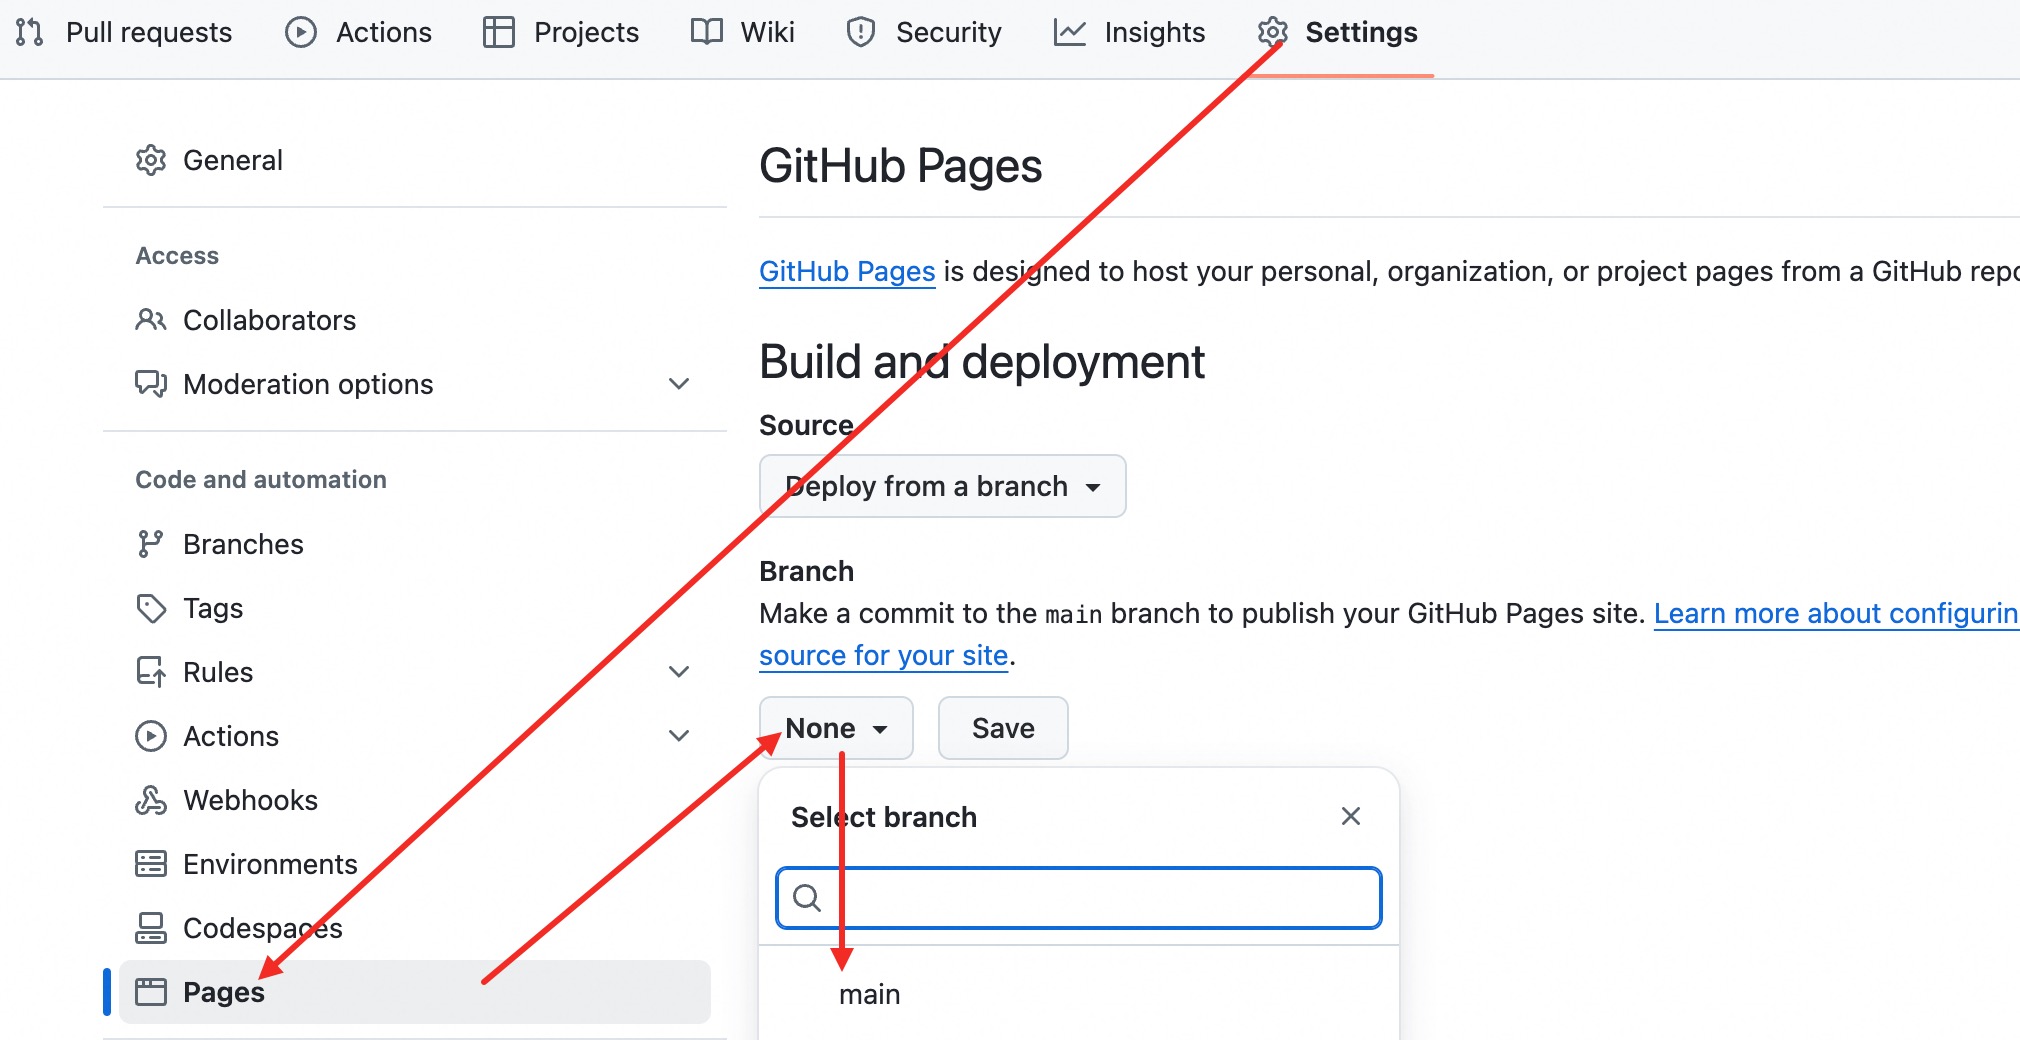 Pull requests
Actions
Projects
Wiki
Security
Insights
Settings
General
Access
Collaborators
Moderation options
Code and automation
Branches
Tags
Rules
Actions
Webhooks
Environments
Codespaces
Pages
GitHub Pages
GitHub Pages is designed to host your personal, organization, or project pages from a GitHub repo
Build and deployment
Source
Deploy from a branch
Branch
Make a commit to the main branch to publish your GitHub Pages site. Learn more about configurin
source for your site.
None
Save
Select branch
main